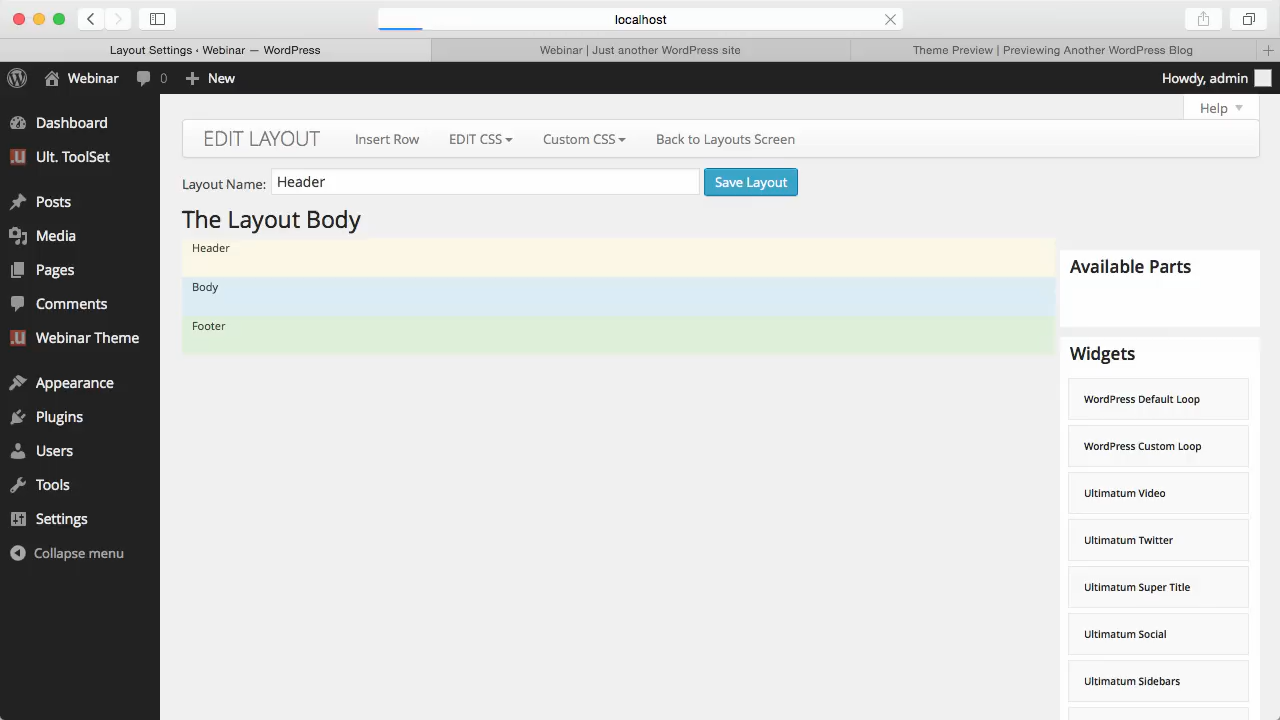 localhost
Layout Settings ‹ Webinar — WordPress
Webinar | Just another WordPress site
Theme Preview | Previewing Another WordPress Blog
Webinar
0
New
Howdy, admin
Help
Dashboard
Ult. ToolSet
Posts
Media
Pages
Comments
Webinar Theme
Appearance
Plugins
Users
Tools
Settings
Collapse menu
EDIT LAYOUT
Insert Row
EDIT CSS
Custom CSS
Back to Layouts Screen
Layout Name:
Header
Save Layout
The Layout Body
Header
Body
Footer
Available Parts
Widgets
WordPress Default Loop
WordPress Custom Loop
Ultimatum Video
Ultimatum Twitter
Ultimatum Super Title
Ultimatum Social
Ultimatum Sidebars